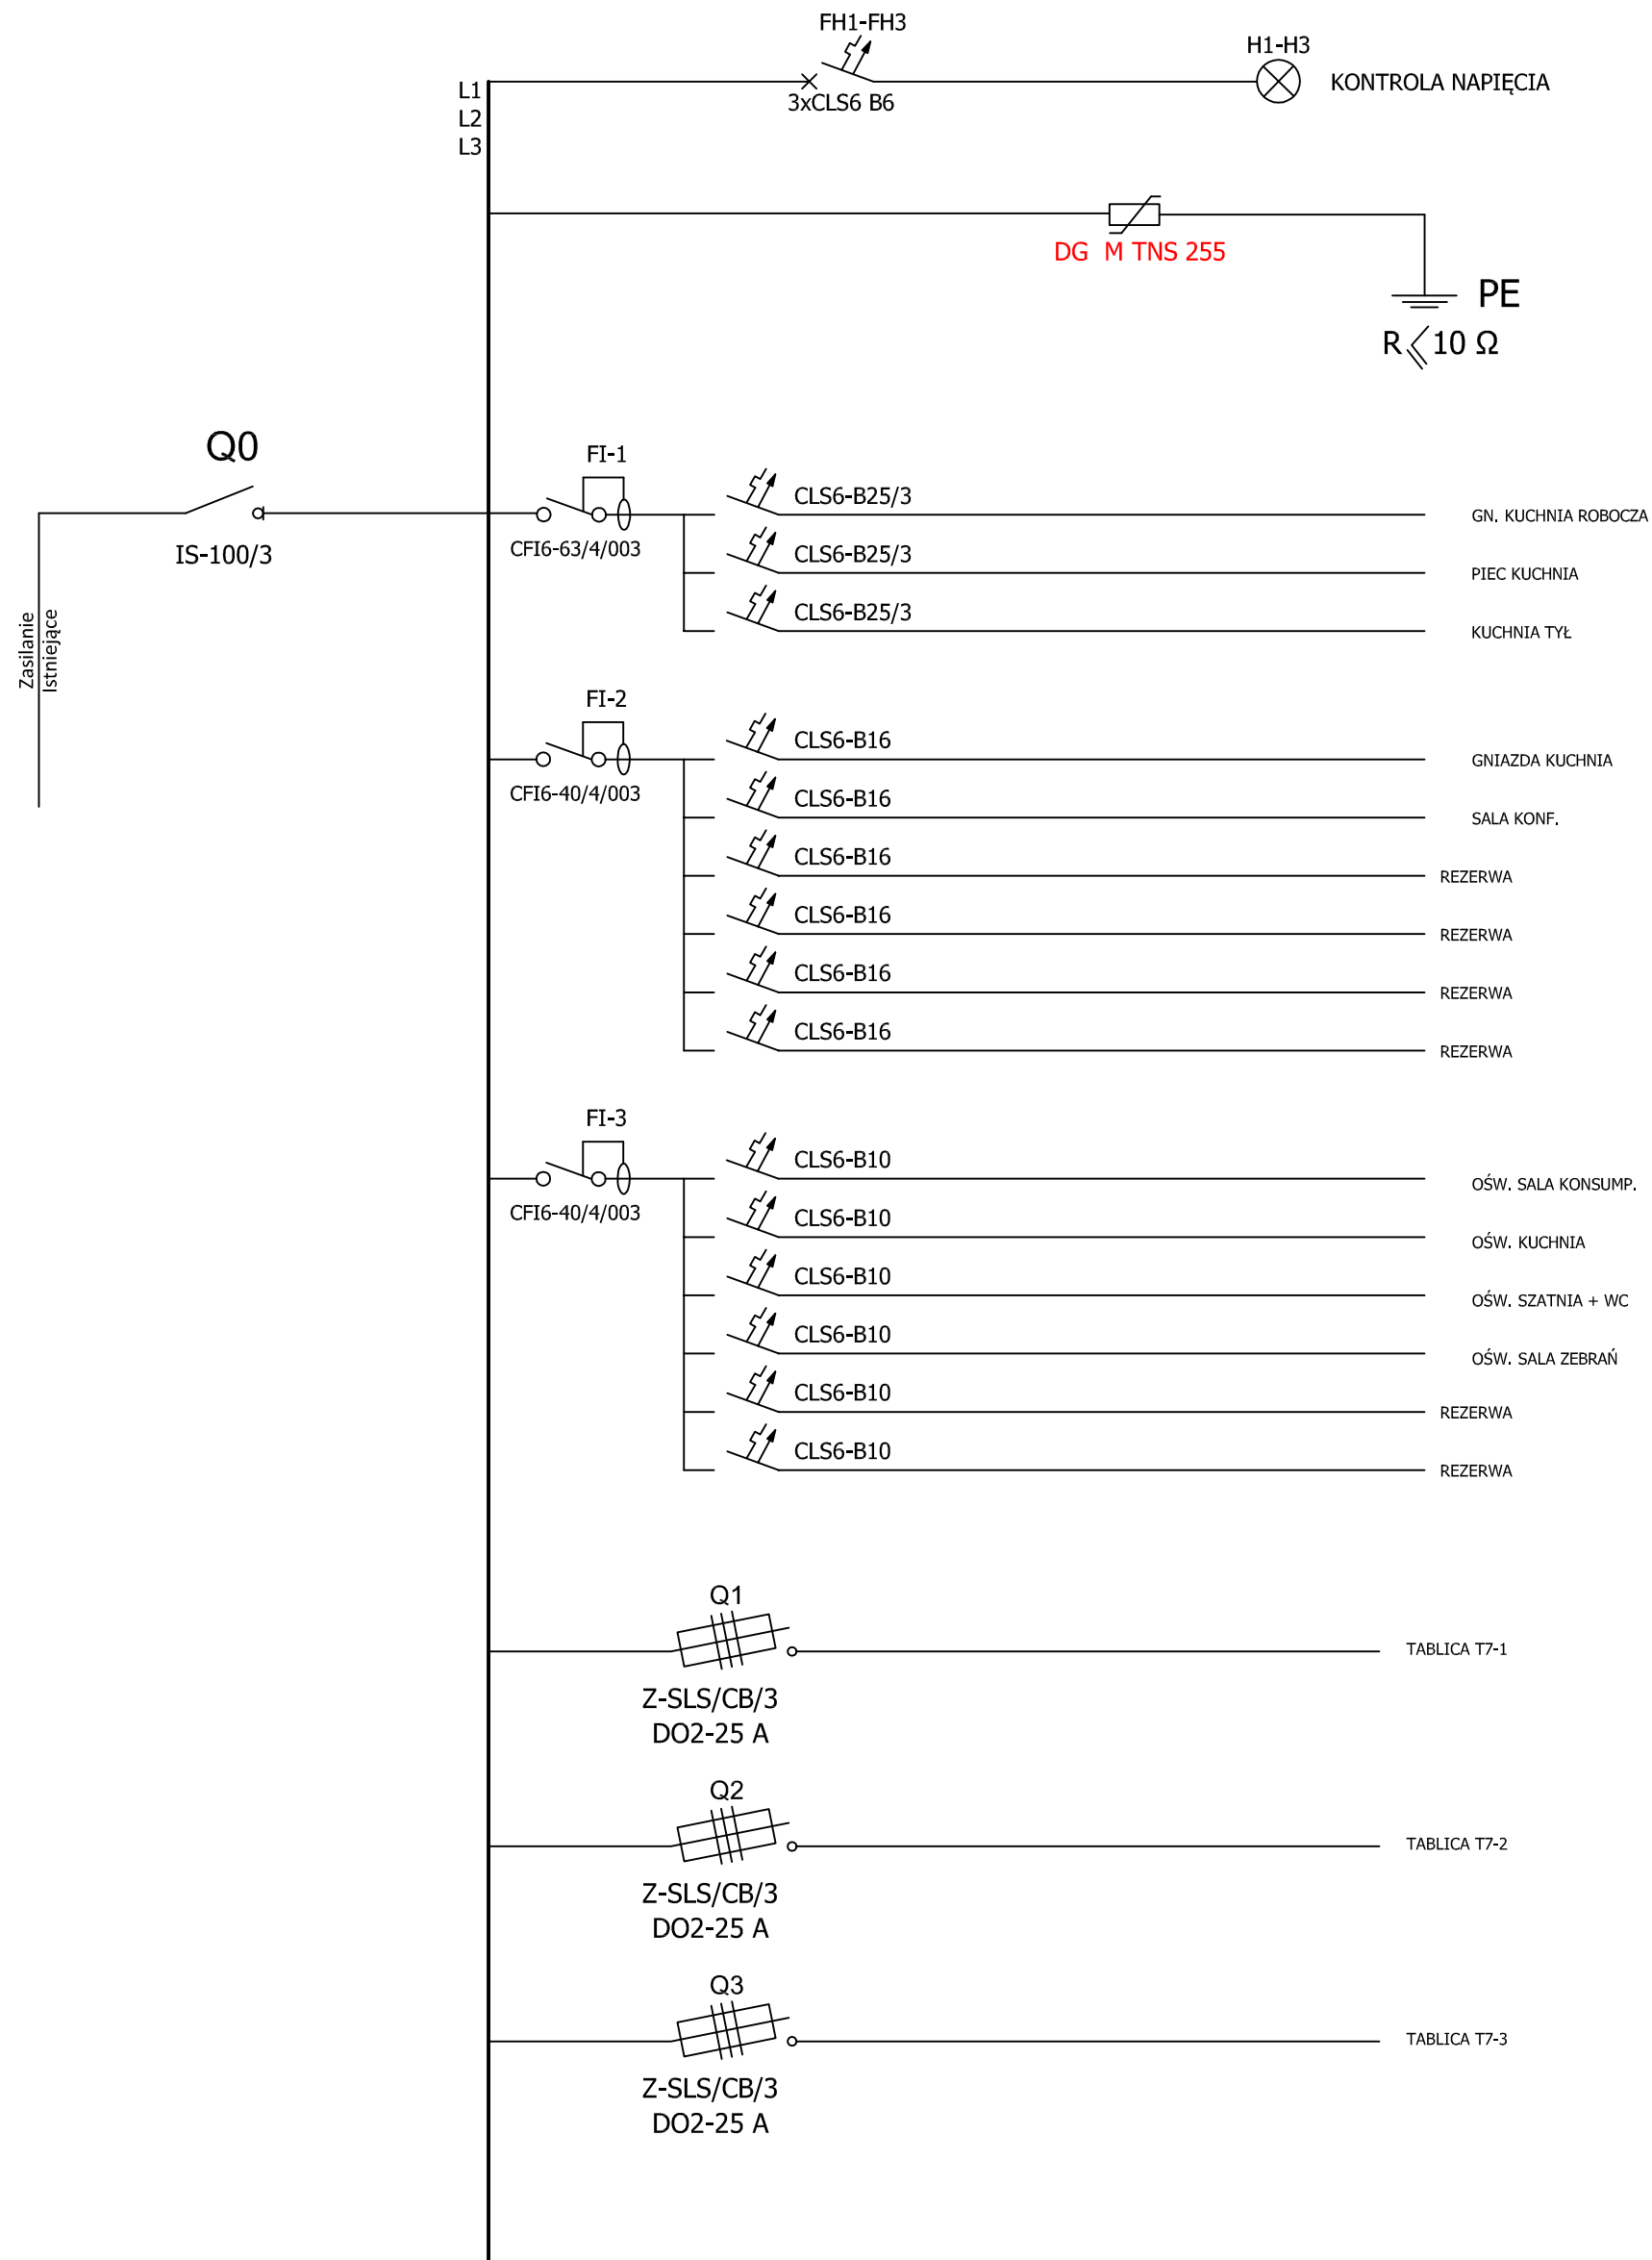 FH1-FH3
H1-H3
KONTROLA NAPIĘCIA
L1
L2
L3
3xCLS6 B6
DG M TNS 255
PE
R ⩽ 10 Ω
Q0
IS-100/3
Zasilanie
Istniejące
FI-1
CFI6-63/4/003
CLS6-B25/3
GN. KUCHNIA ROBOCZA
CLS6-B25/3
PIEC KUCHNIA
CLS6-B25/3
KUCHNIA TYŁ
FI-2
CFI6-40/4/003
CLS6-B16
GNIAZDA KUCHNIA
CLS6-B16
SALA KONF.
CLS6-B16
REZERWA
CLS6-B16
REZERWA
CLS6-B16
REZERWA
CLS6-B16
REZERWA
FI-3
CFI6-40/4/003
CLS6-B10
OŚW. SALA KONSUMP.
CLS6-B10
OŚW. KUCHNIA
CLS6-B10
OŚW. SZATNIA + WC
CLS6-B10
OŚW. SALA ZEBRAŃ
CLS6-B10
REZERWA
CLS6-B10
REZERWA
Q1
Z-SLS/CB/3
DO2-25 A
TABLICA T7-1
Q2
Z-SLS/CB/3
DO2-25 A
TABLICA T7-2
Q3
Z-SLS/CB/3
DO2-25 A
TABLICA T7-3